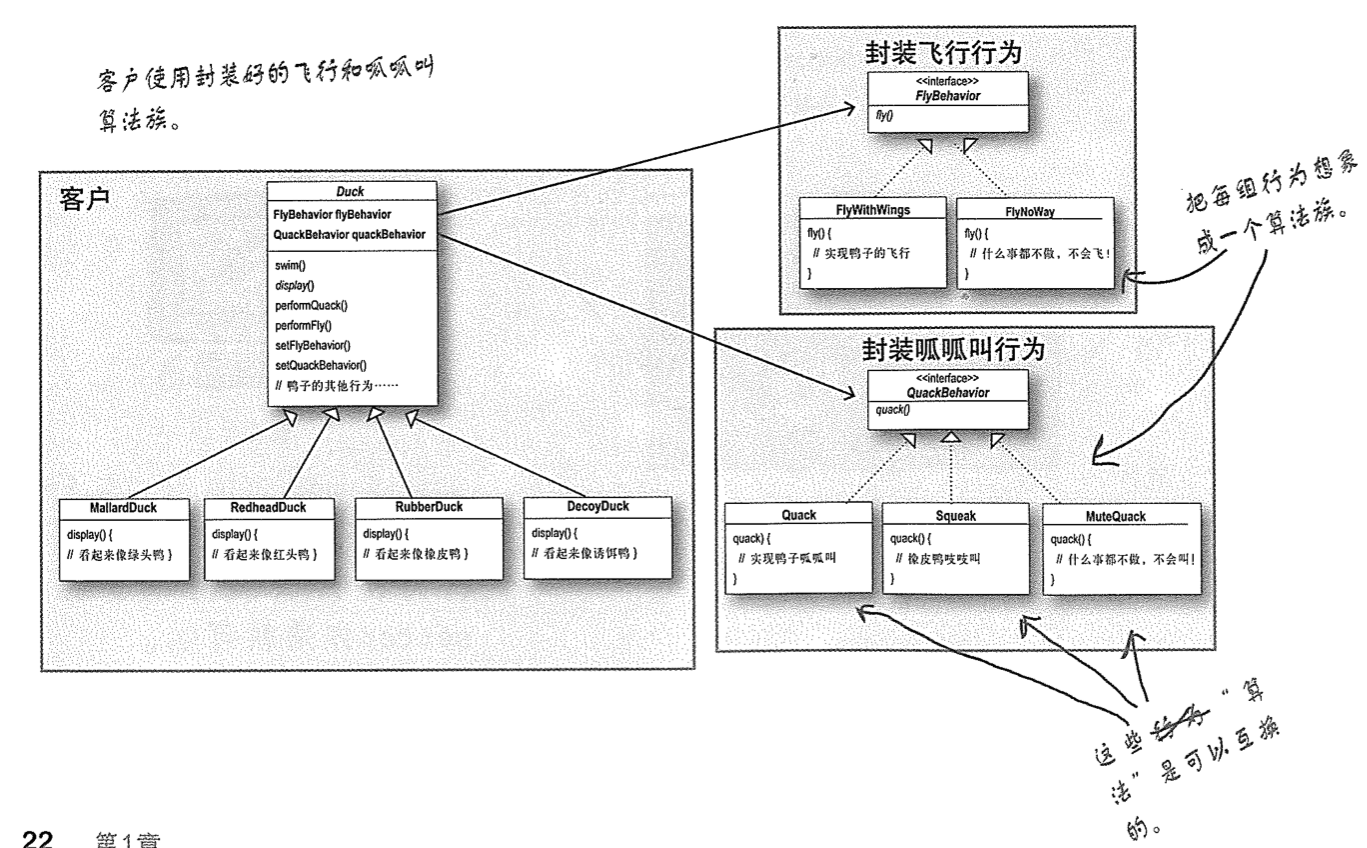 客户使用封装好的飞行和呱呱叫
算法族。
客户
Duck
FlyBehavior flyBehavior
QuackBehavior quackBehavior
swim()
display()
performQuack()
performFly()
setFlyBehavior()
setQuackBehavior()
// 鸭子的其他行为……
MallardDuck
display() {
// 看起来像绿头鸭 }
RedheadDuck
display() {
// 看起来像红头鸭 }
RubberDuck
display() {
// 看起来像橡皮鸭 }
DecoyDuck
display() {
// 看起来像诱饵鸭 }
封装飞行行为
<<interface>>
FlyBehavior
fly()
FlyWithWings
fly() {
// 实现鸭子的飞行
}
FlyNoWay
fly() {
// 什么事都不做，不会飞！
}
把每组行为想象
成一个算法族。
封装呱呱叫行为
<<interface>>
QuackBehavior
quack()
Quack
quack) {
// 实现鸭子呱呱叫
}
Squeak
quack() {
// 橡皮鸭吱吱叫
}
MuteQuack
quack() {
// 什么事都不做，不会叫！
}
这些行为“算
法”是可以互换
的。
22 第1章